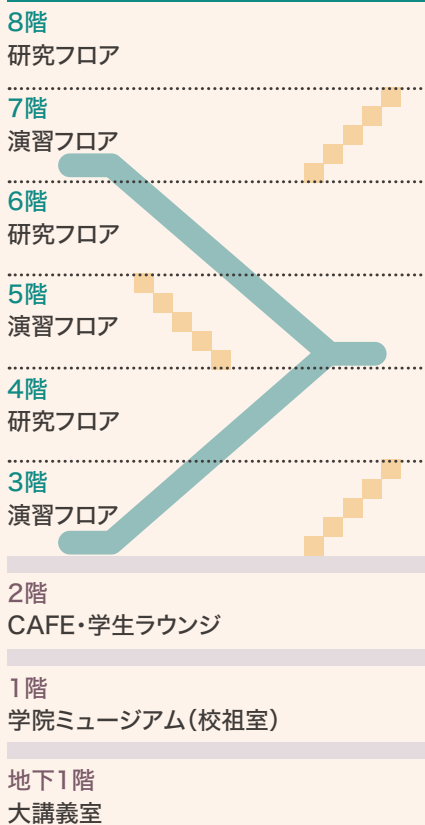 8階
研究フロア
7階
演習フロア
6階
研究フロア
5階
演習フロア
4階
研究フロア
3階
演習フロア
2階
CAFE・学生ラウンジ
1階
学院ミュージアム（校祖室）
地下1階
大講義室